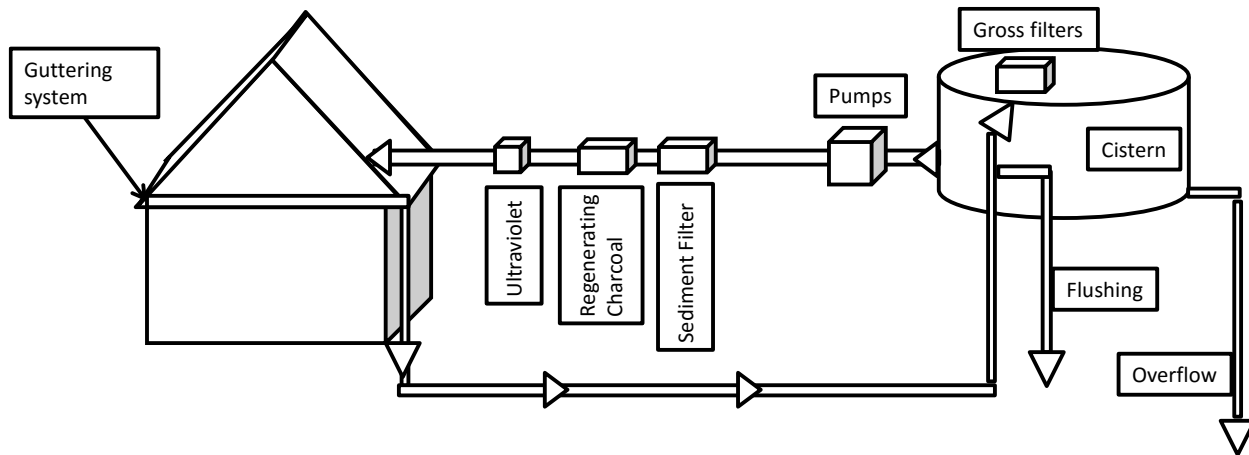 Gross filters
Guttering
system
Pumps
Cistern
Ultraviolet
Regenerating
Charcoal
Sediment Filter
Flushing
Overflow